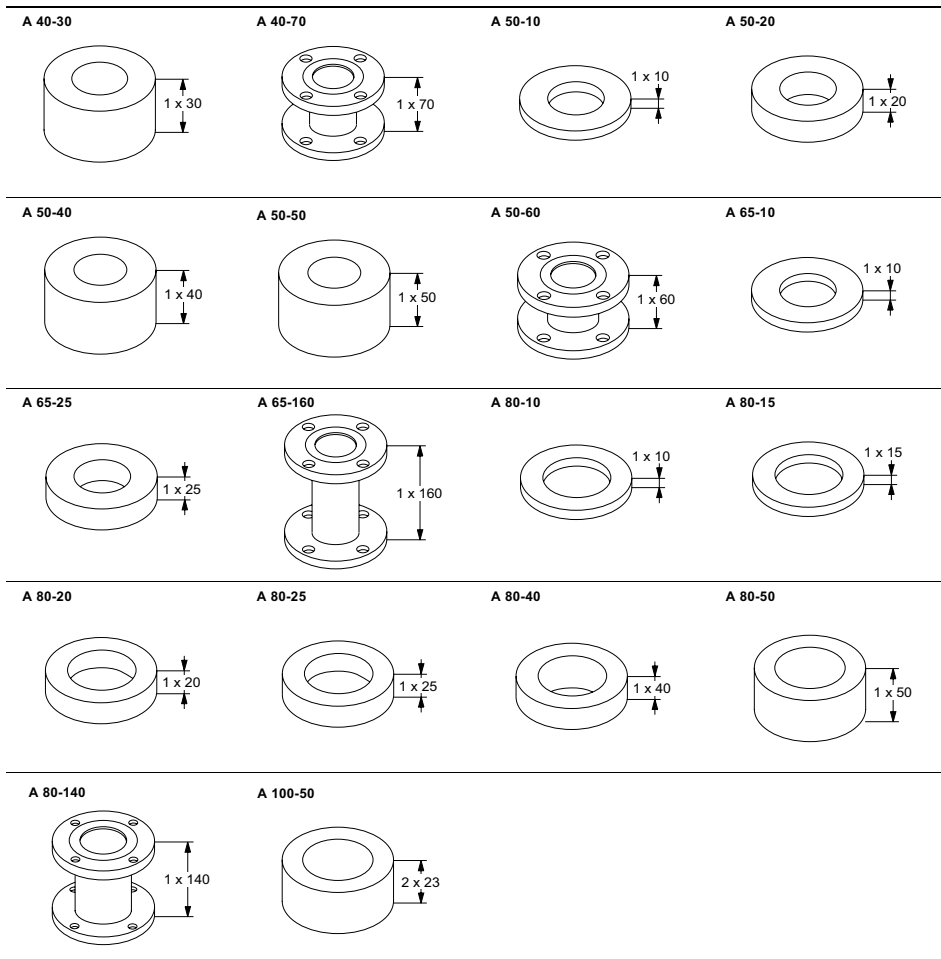 A 40-30
A 40-70
A 50-10
A 50-20
1 x 30
1 x 70
1 x 10
1 x 20
A 50-40
A 50-50
A 50-60
A 65-10
1 x 40
1 x 50
1 x 60
1 x 10
A 65-25
A 65-160
A 80-10
A 80-15
1 x 25
1 x 160
1 x 10
1 x 15
A 80-20
A 80-25
A 80-40
A 80-50
1 x 20
1 x 25
1 x 40
1 x 50
A 80-140
A 100-50
1 x 140
2 x 23